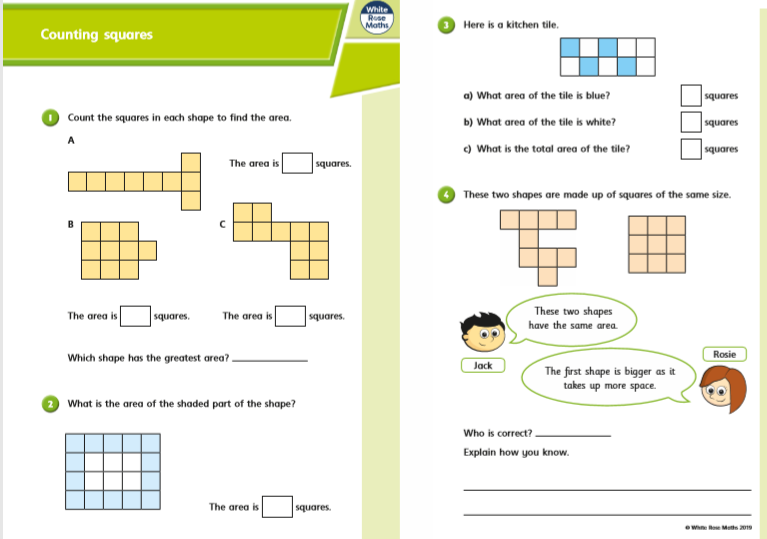 Counting squares
White
Rose
Maths
1 Count the squares in each shape to find the area.
A
The area is squares.
B
C
The area is squares. The area is squares.
Which shape has the greatest area?
2 What is the area of the shaded part of the shape?
The area is squares.
3 Here is a kitchen tile.
a) What area of the tile is blue? squares
b) What area of the tile is white? squares
c) What is the total area of the tile? squares
4 These two shapes are made up of squares of the same size.
These two shapes
have the same area.
Jack
Rosie
The first shape is bigger as it
takes up more space.
Who is correct?
Explain how you know.
© White Rose Maths 2019